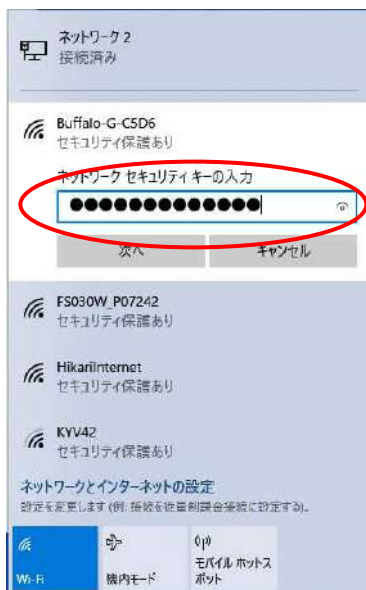 ネットワーク 2
接続済み
Buffalo-G-C5D6
セキュリティ保護あり
ネットワーク セキュリティ キーの入力
●●●●●●●●●●●●●●
次へ
キャンセル
FS030W_P07242
セキュリティ保護あり
HikariInternet
セキュリティ保護あり
KYV42
セキュリティ保護あり
ネットワークとインターネットの設定
設定を変更します (例: 接続を従量制課金接続に設定する)。
Wi-Fi
機内モード
モバイル ホットス
ポット